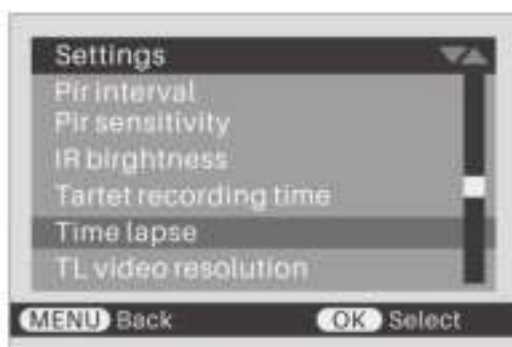 Settings
Pir interval
Pir sensitivity
IR birghtness
Tartet recording time
Time lapse
TL video resolution
MENU Back OK Select